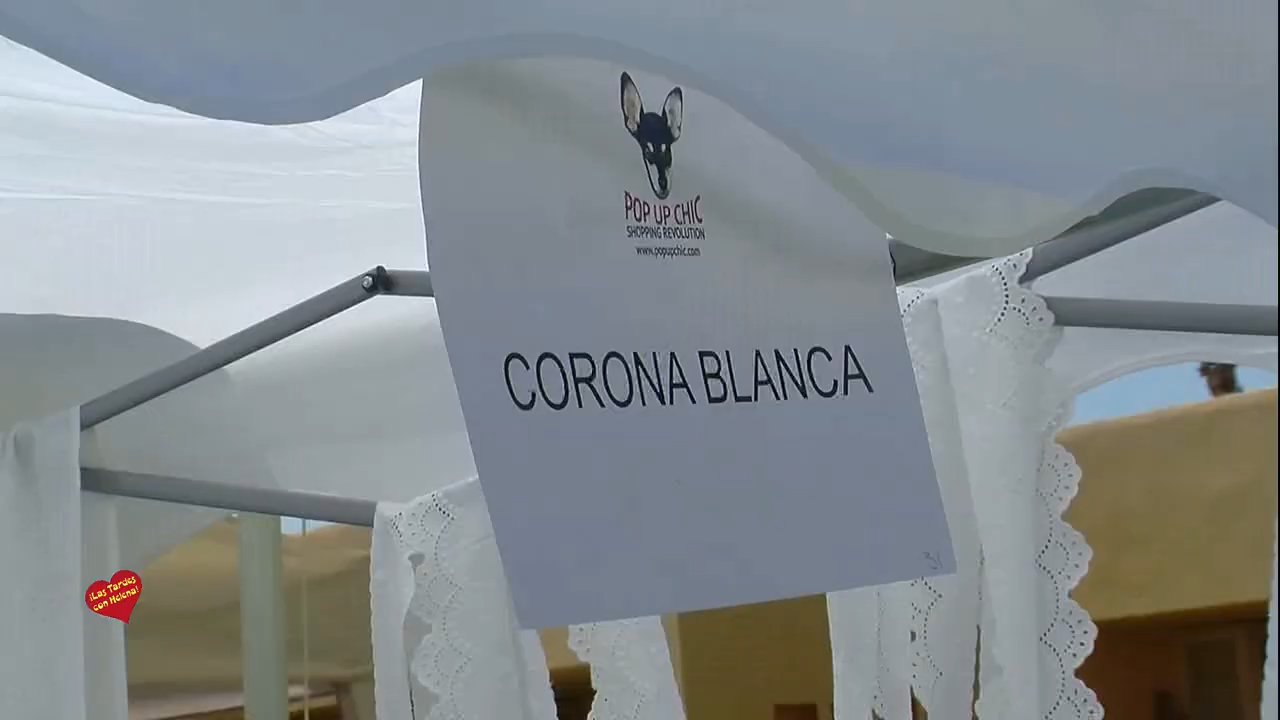 POP UP CHIC
SHOPPING REVOLUTION
www.popupchic.com
CORONA BLANCA
¡Las Tardes
con Helena!